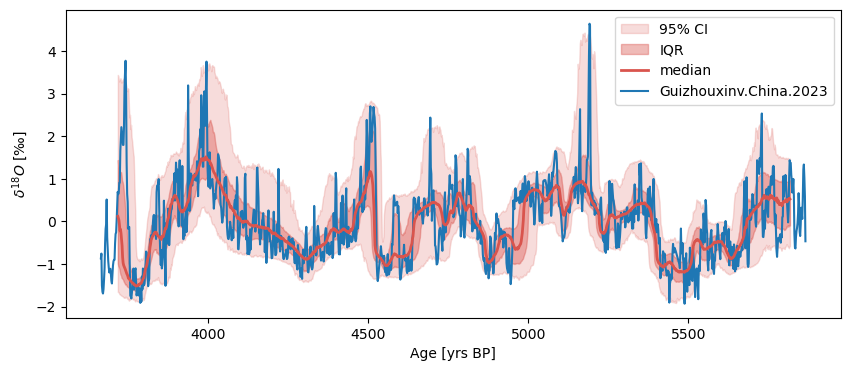 95% CI
IQR
median
Guizhouxinv.China.2023
4
3
2
1
0
−1
−2
δ¹⁸O [‰]
4000
4500
5000
5500
Age [yrs BP]